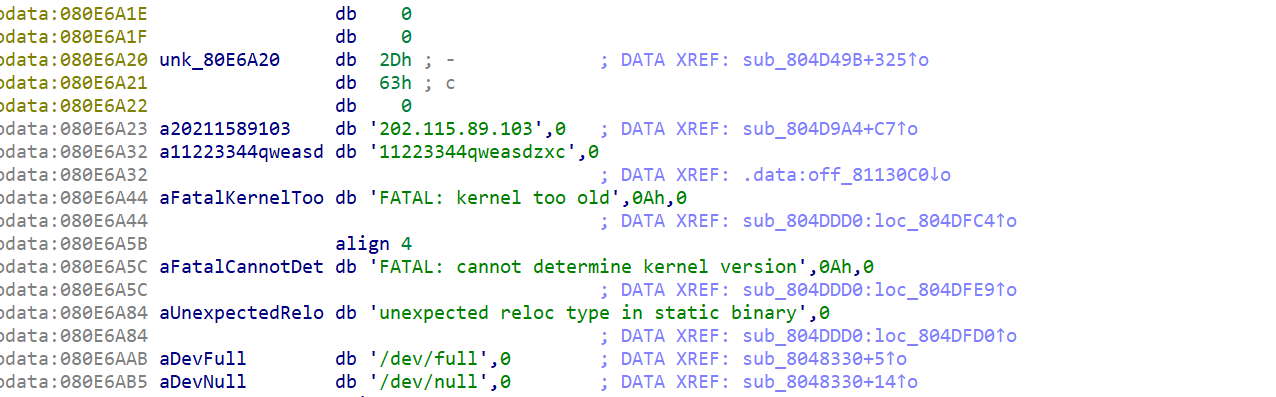 odata:080E6A1E db 0
odata:080E6A1F db 0
odata:080E6A20 unk_80E6A20 db 2Dh ; - ; DATA XREF: sub_804D49B+325↑o
odata:080E6A21 db 63h ; c
odata:080E6A22 db 0
odata:080E6A23 a20211589103 db '202.115.89.103',0 ; DATA XREF: sub_804D9A4+C7↑o
odata:080E6A32 a11223344qweasd db '11223344qweasdzxc',0
odata:080E6A32 ; DATA XREF: .data:off_81130C0↓o
odata:080E6A44 aFatalKernelToo db 'FATAL: kernel too old',0Ah,0
odata:080E6A44 ; DATA XREF: sub_804DDD0:loc_804DFC4↑o
odata:080E6A5B align 4
odata:080E6A5C aFatalCannotDet db 'FATAL: cannot determine kernel version',0Ah,0
odata:080E6A5C ; DATA XREF: sub_804DDD0:loc_804DFE9↑o
odata:080E6A84 aUnexpectedRelo db 'unexpected reloc type in static binary',0
odata:080E6A84 ; DATA XREF: sub_804DDD0:loc_804DFD0↑o
odata:080E6AAB aDevFull db '/dev/full',0 ; DATA XREF: sub_8048330+5↑o
odata:080E6AB5 aDevNull db '/dev/null',0 ; DATA XREF: sub_8048330+14↑o